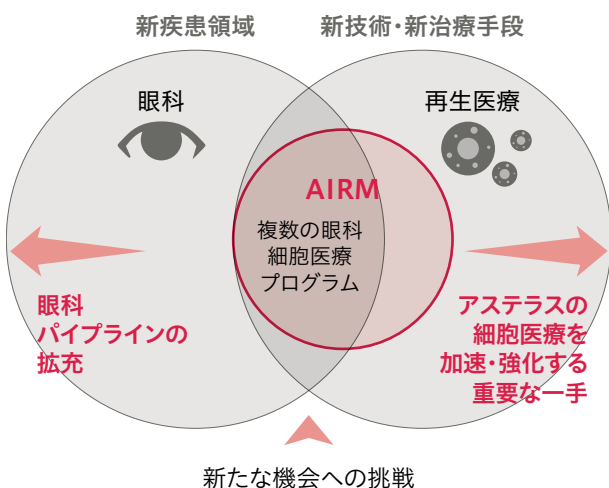 新疾患領域
新技術・新治療手段
眼科
再生医療
AIRM
複数の眼科
細胞医療
プログラム
眼科
パイプラインの
拡充
アステラスの
細胞医療を
加速・強化する
重要な一手
新たな機会への挑戦